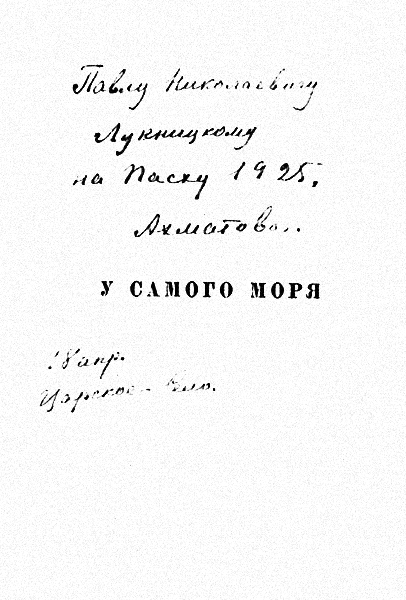 Павлу Николаевичу
Лукницкому
на Пасху 1925.
Ахматова.
У САМОГО МОРЯ
18 апр.
Царское Село.